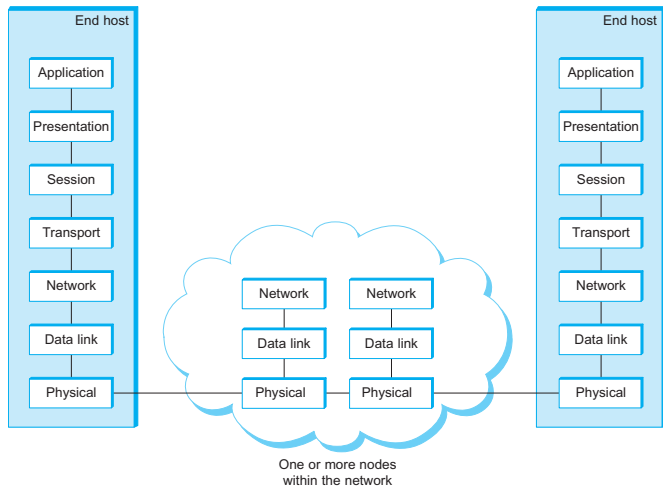 End host
Application
Presentation
Session
Transport
Network
Data link
Physical
Network
Data link
Physical
Network
Data link
Physical
One or more nodes
within the network
End host
Application
Presentation
Session
Transport
Network
Data link
Physical